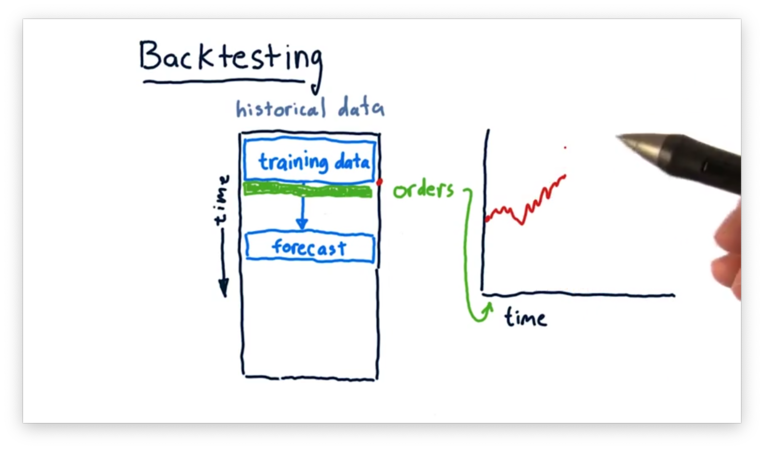 Backtesting
historical data
training data
orders
time
forecast
time